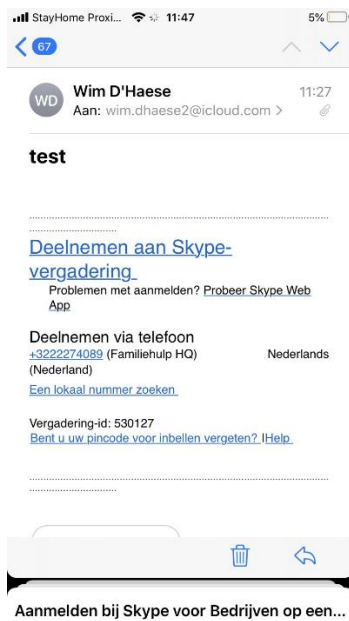 StayHome Proxi... 11:47 5%
67
WD Wim D'Haese 11:27
Aan: wim.dhaese2@icloud.com >
test
Deelnemen aan Skype-
vergadering
Problemen met aanmelden? Probeer Skype Web
App
Deelnemen via telefoon
+3222274089 (Familiehulp HQ) Nederlands
(Nederland)
Een lokaal nummer zoeken
Vergadering-id: 530127
Bent u uw pincode voor inbellen vergeten? |Help
Aanmelden bij Skype voor Bedrijven op een...